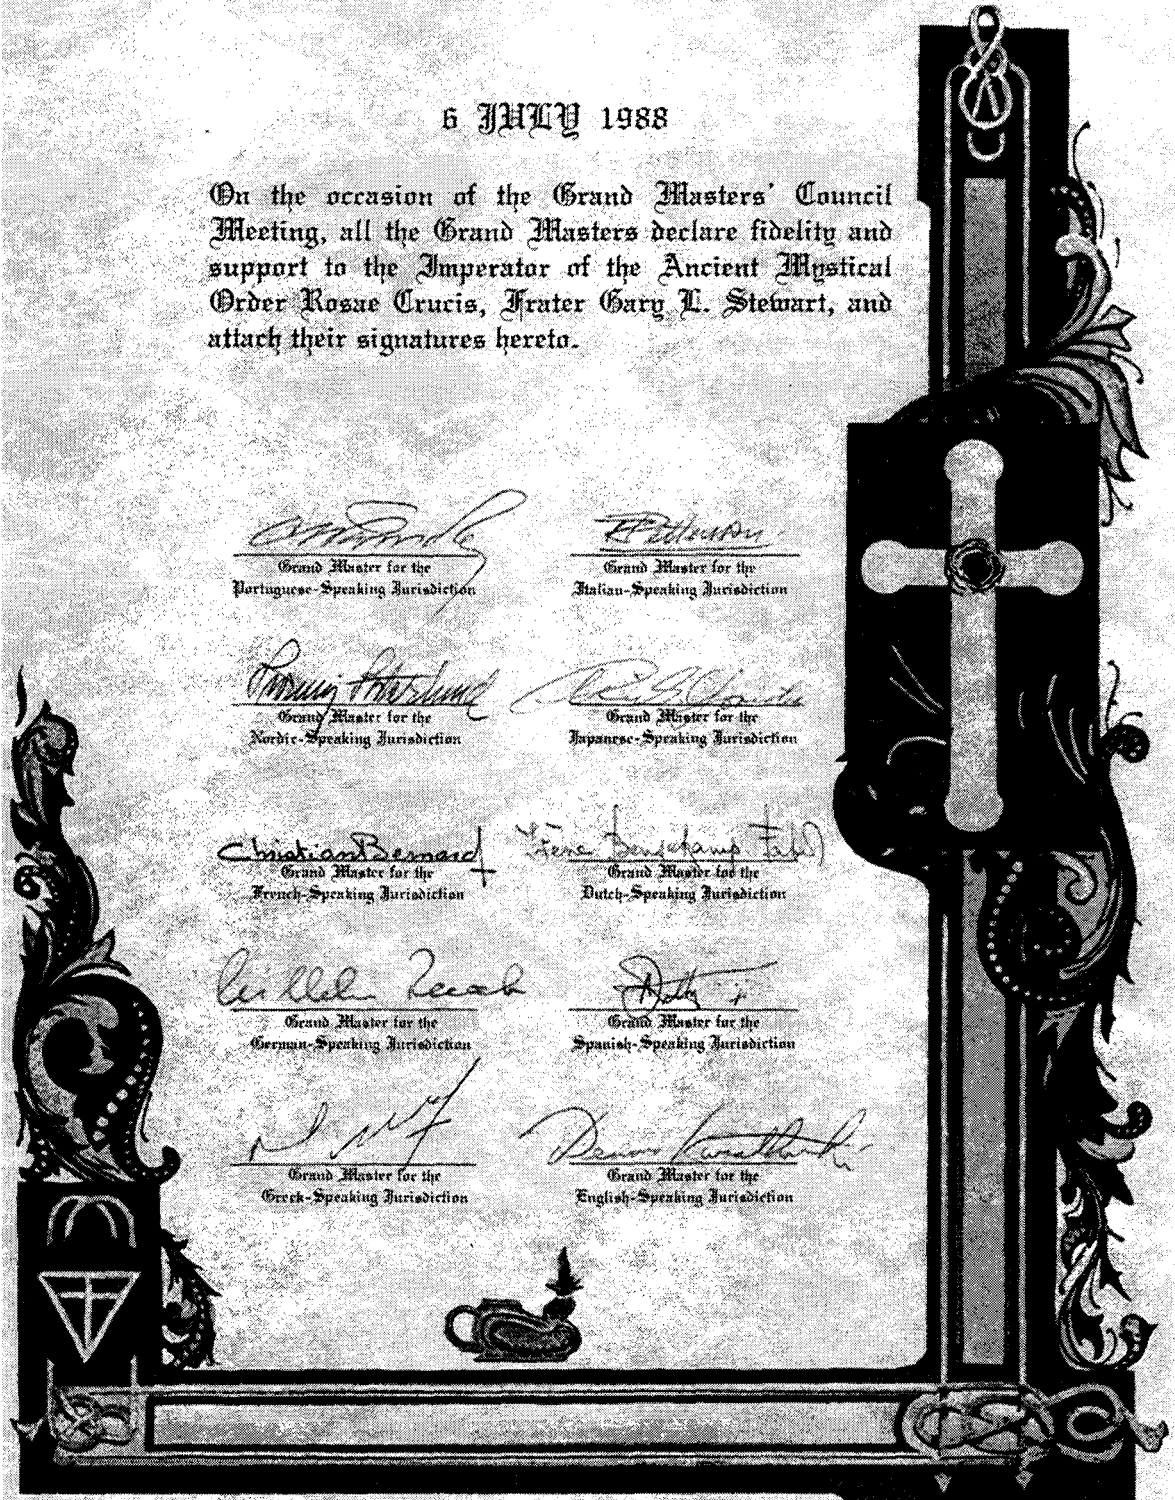 6 JULY 1988
On the occasion of the Grand Masters' Council
Meeting, all the Grand Masters declare fidelity and
support to the Imperator of the Ancient Mystical
Order Rosae Crucis, Frater Gary L. Stewart, and
attach their signatures hereto.
Grand Master for the
Portuguese-Speaking Jurisdiction
Grand Master for the
Italian-Speaking Jurisdiction
Grand Master for the
Nordic-Speaking Jurisdiction
Grand Master for the
Japanese-Speaking Jurisdiction
Christian Bernard
Grand Master for the
French-Speaking Jurisdiction
Grand Master for the
Dutch-Speaking Jurisdiction
Grand Master for the
German-Speaking Jurisdiction
Grand Master for the
Spanish-Speaking Jurisdiction
Grand Master for the
Greek-Speaking Jurisdiction
Grand Master for the
English-Speaking Jurisdiction